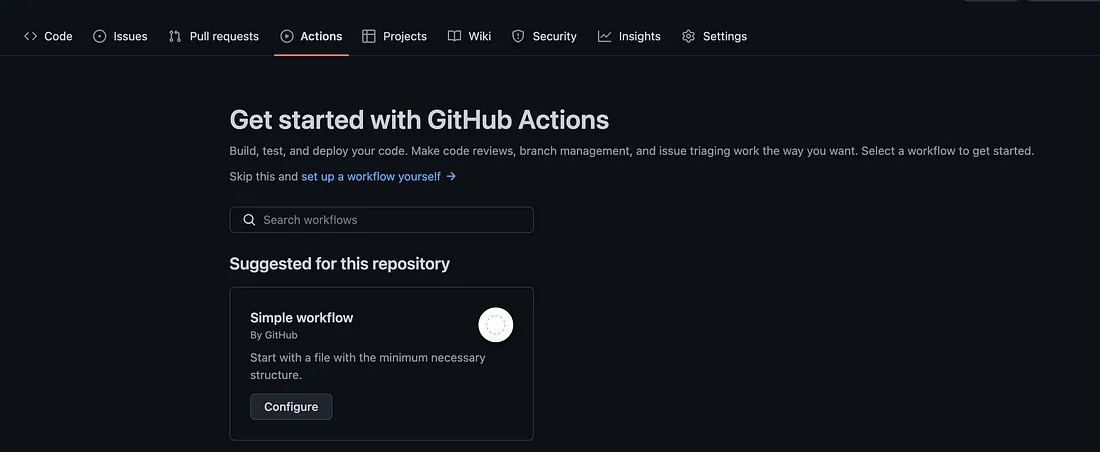 Code Issues Pull requests Actions Projects Wiki Security Insights Settings
Get started with GitHub Actions
Build, test, and deploy your code. Make code reviews, branch management, and issue triaging work the way you want. Select a workflow to get started.
Skip this and set up a workflow yourself →
Search workflows
Suggested for this repository
Simple workflow
By GitHub
Start with a file with the minimum necessary
structure.
Configure